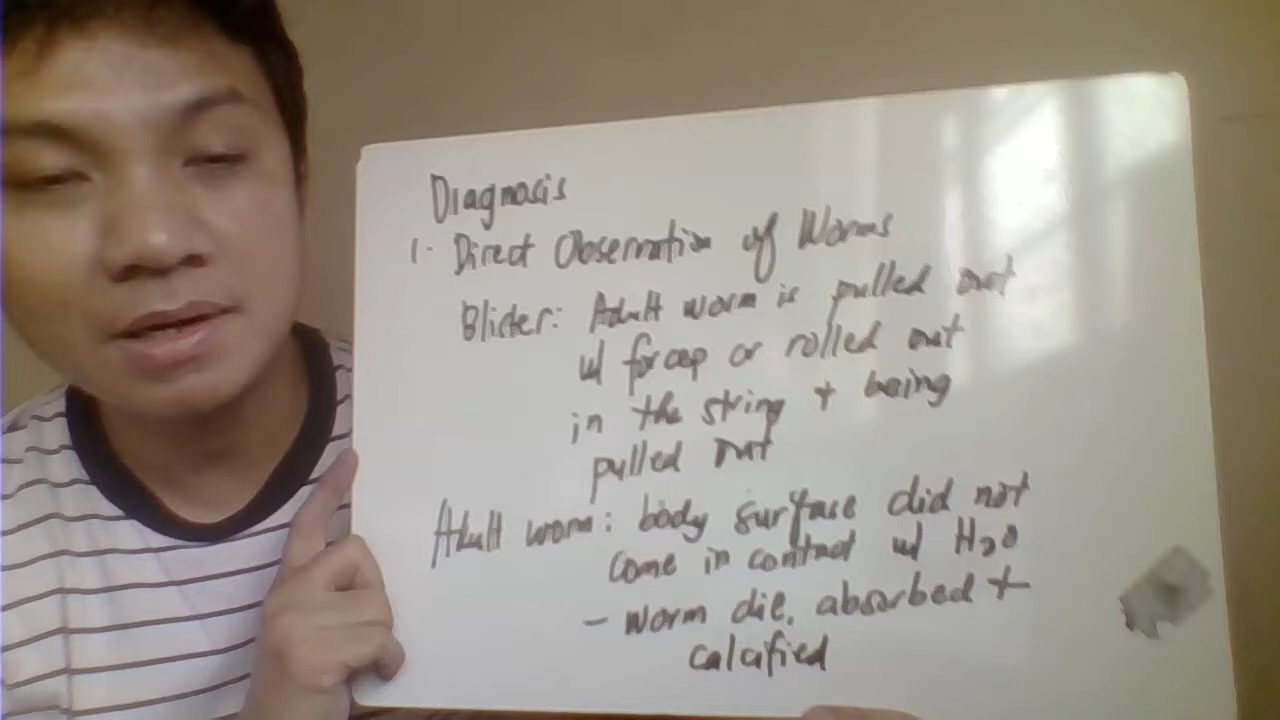 Diagnosis
1. Direct Observation of Worms
Blister: Adult worm is pulled out
w/ forcep or rolled out
in the string + being
pulled out
Adult worm: body surface did not
come in contact w/ H2O
- worm die, absorbed +
calcified